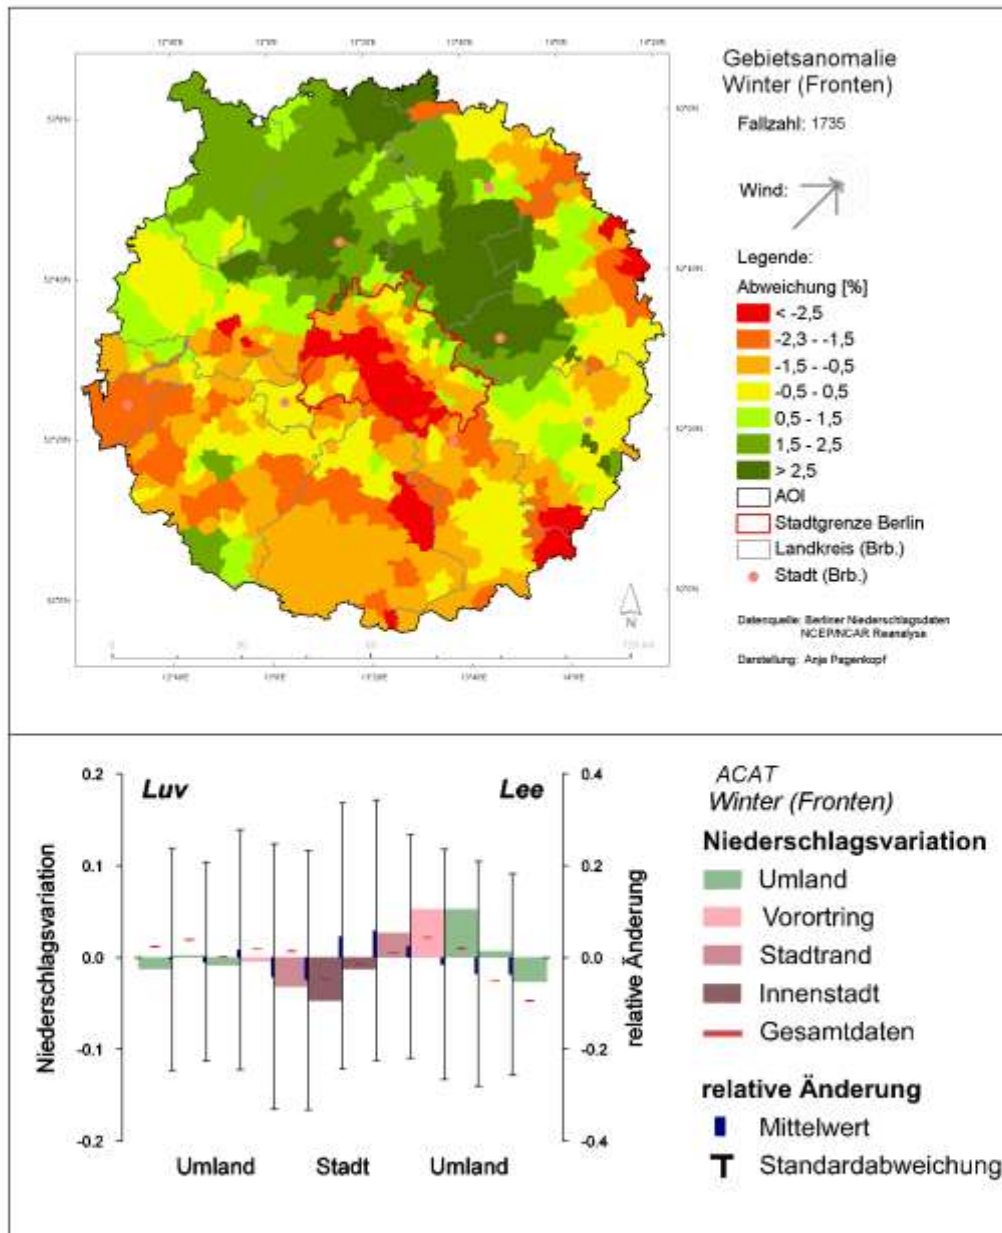 Gebietsanomalie
Winter (Fronten)
Fallzahl: 1735
Wind:
Legende:
Abweichung [%]
< -2,5
-2,3 - -1,5
-1,5 - -0,5
-0,5 - 0,5
0,5 - 1,5
1,5 - 2,5
> 2,5
AOI
Stadtgrenze Berlin
Landkreis (Brb.)
Stadt (Brb.)
N
Datenquelle: Berliner Niederschlagsdaten
NCEP/NCAR Reanalyse
Darstellung: Anja Pagenkopf
Luv
Lee
Niederschlagsvariation
0.2
0.1
0.0
-0.1
-0.2
0.4
0.2
0.0
-0.2
-0.4
relative Änderung
Umland
Stadt
Umland
ACAT
Winter (Fronten)
Niederschlagsvariation
Umland
Vorortring
Stadtrand
Innenstadt
Gesamtdaten
relative Änderung
Mittelwert
Standardabweichung